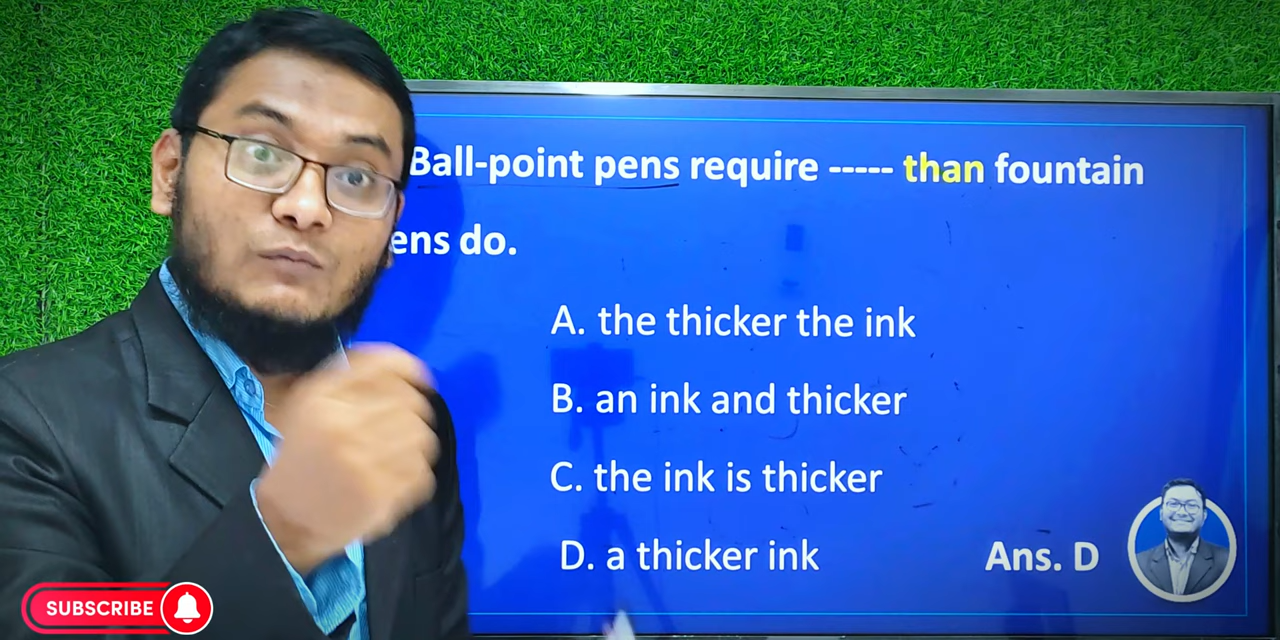 Ball-point pens require ----- than fountain
ens do.
A. the thicker the ink
B. an ink and thicker
C. the ink is thicker
D. a thicker ink
Ans. D
SUBSCRIBE